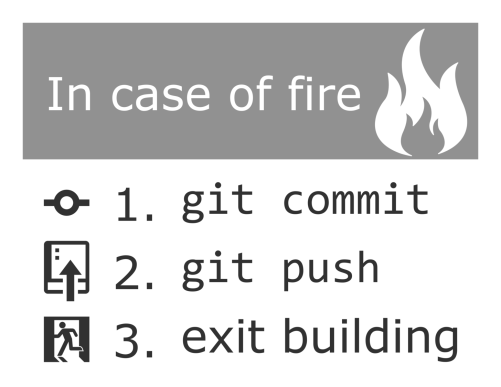 In case of fire
1. git commit
2. git push
3. exit building